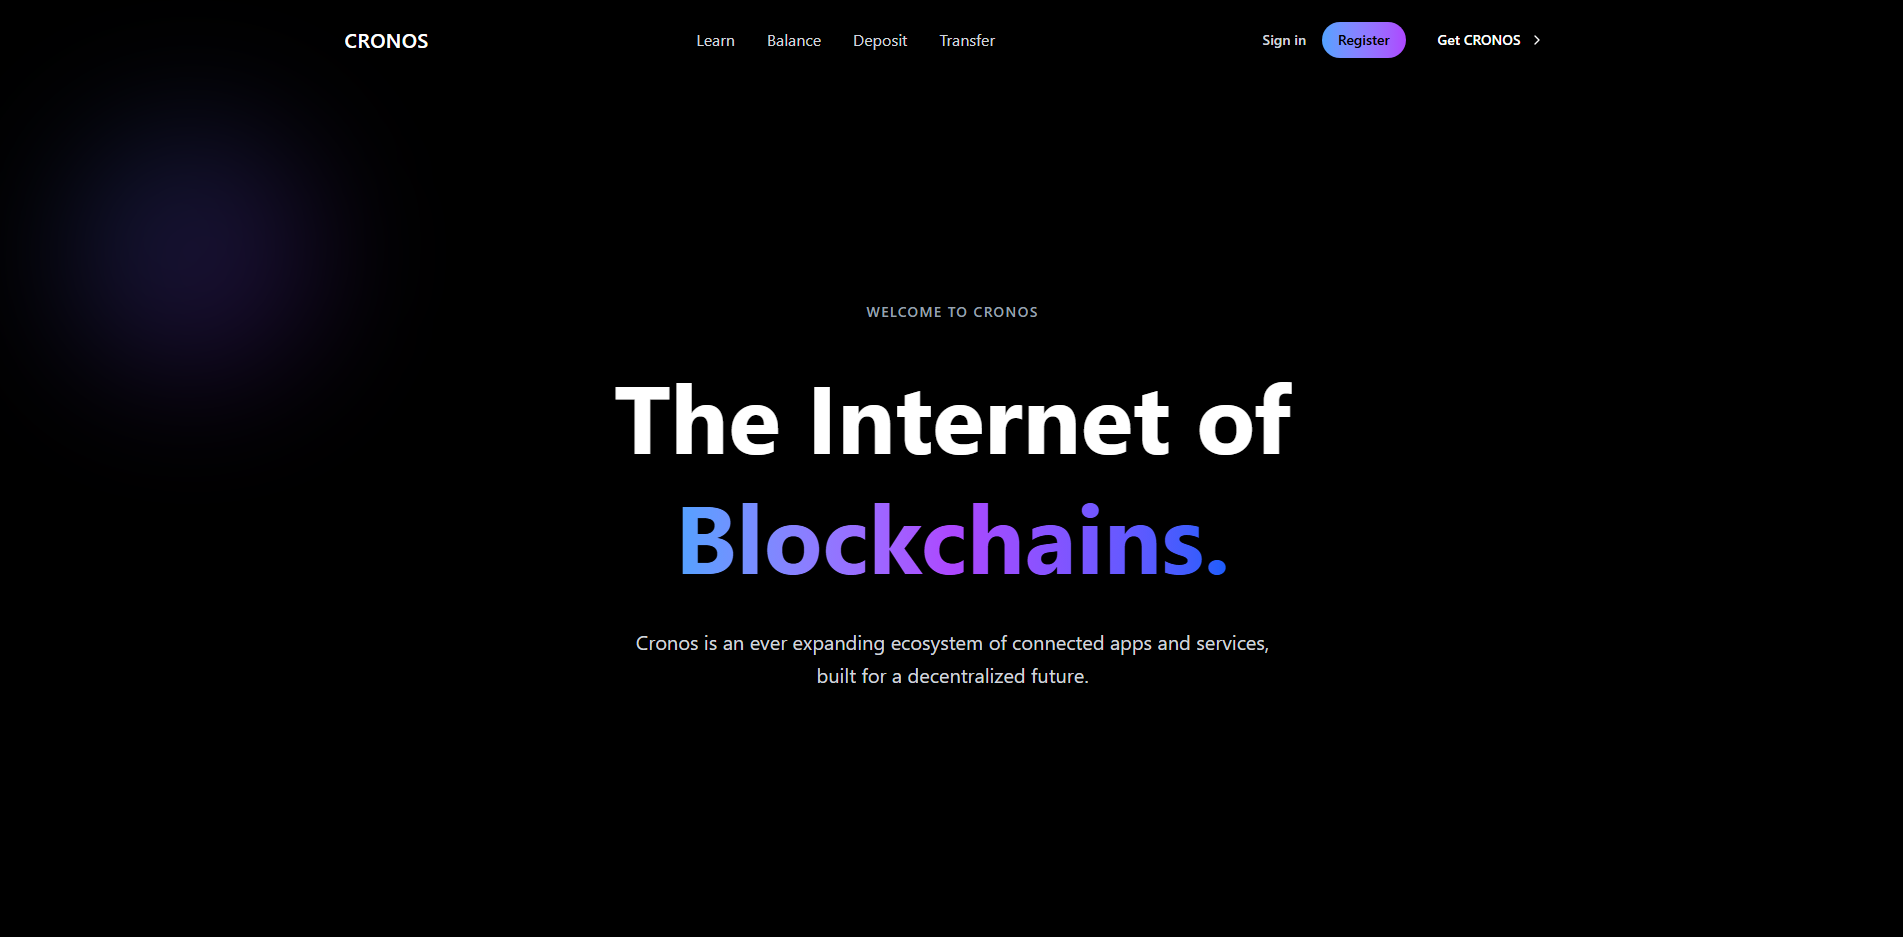 CRONOS
Learn
Balance
Deposit
Transfer
Sign in
Register
Get CRONOS
WELCOME TO CRONOS
The Internet of
Blockchains.
Cronos is an ever expanding ecosystem of connected apps and services,
built for a decentralized future.